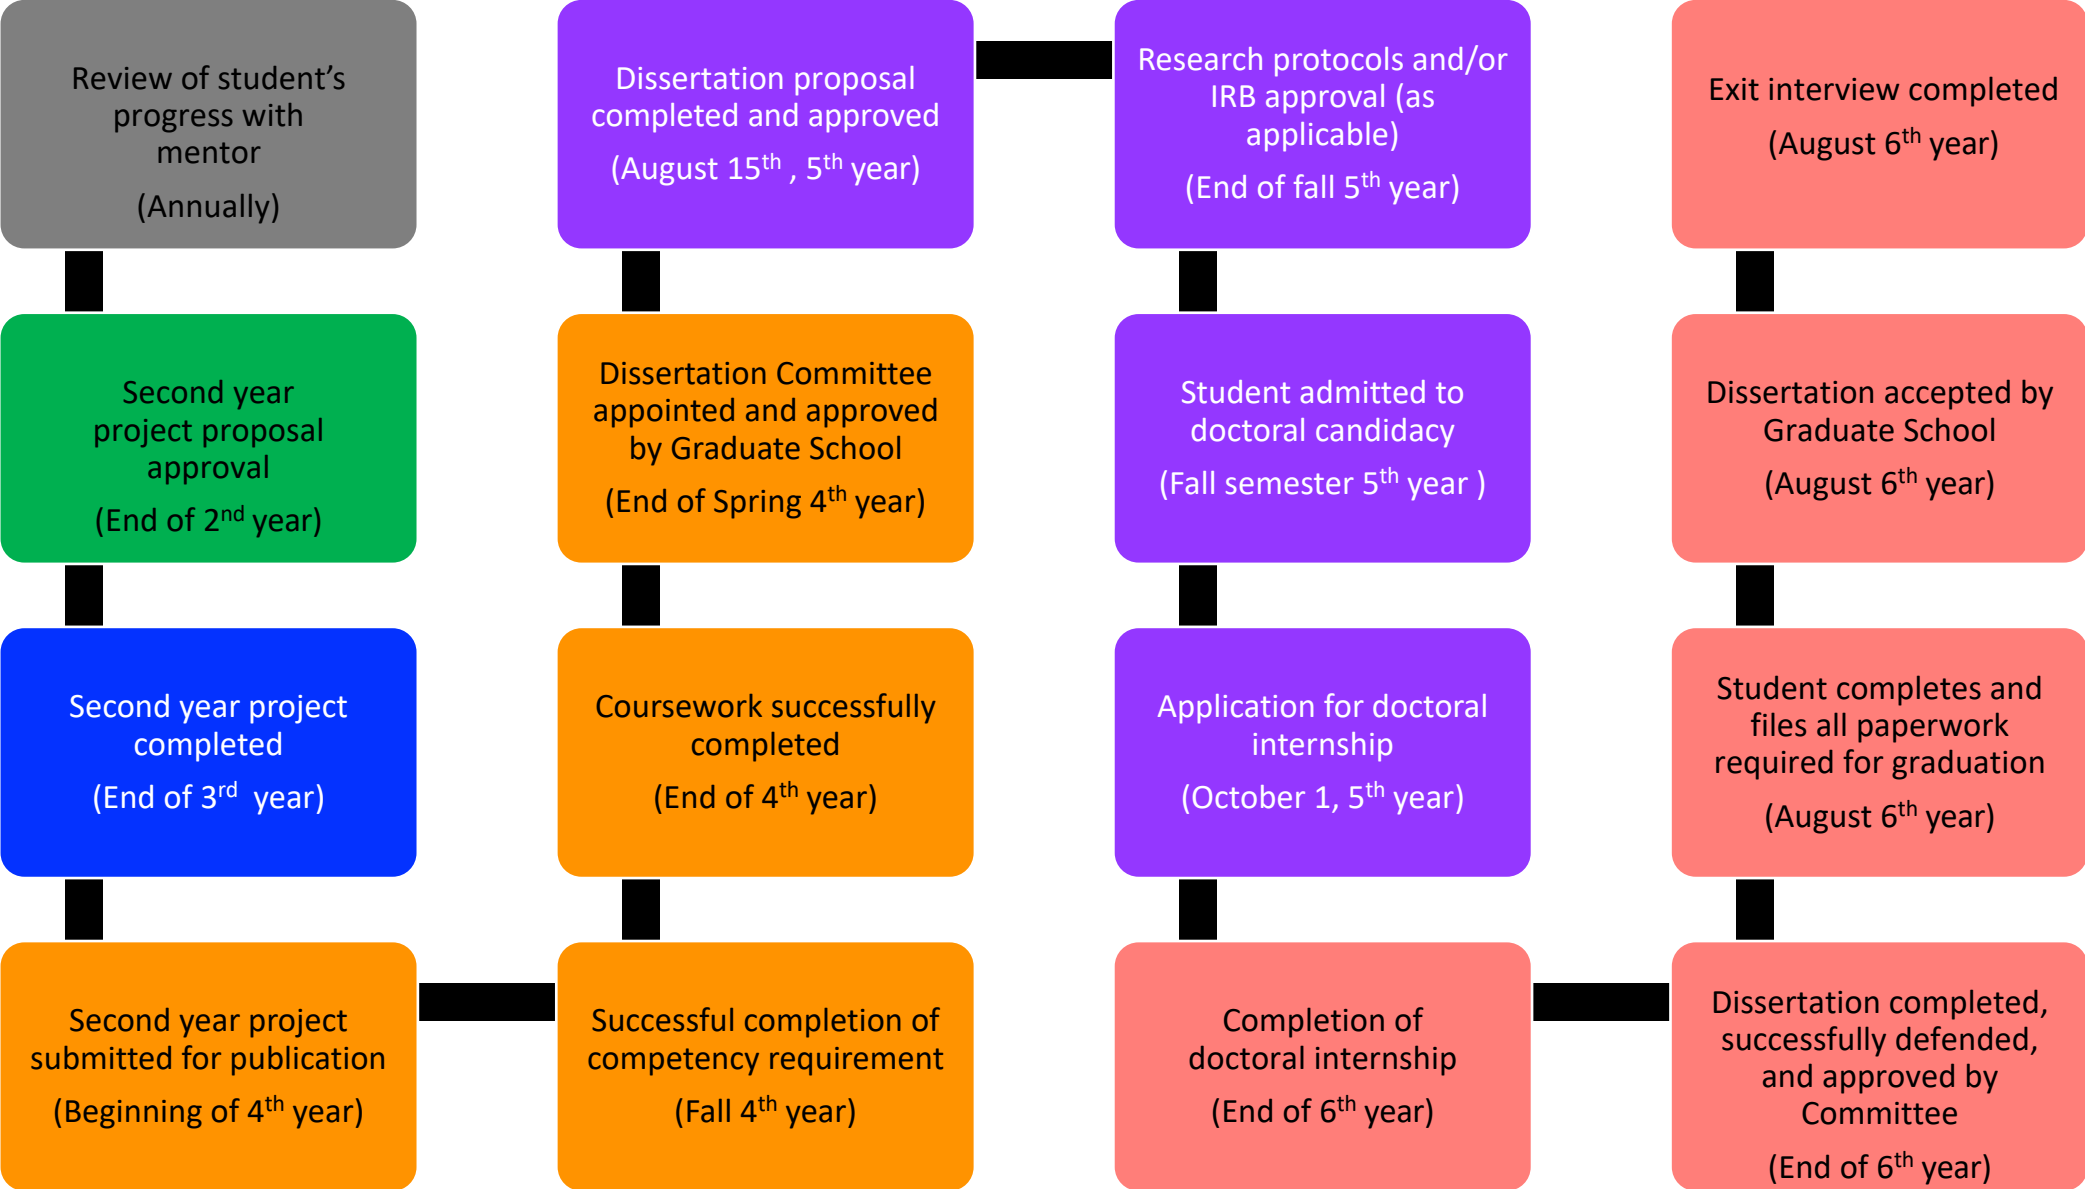 Review of student’s
progress with
mentor
(Annually)
Second year
project proposal
approval
(End of 2nd year)
Second year project
completed
(End of 3rd  year)
Second year project
submitted for publication
(Beginning of 4th year)
Successful completion of
competency requirement
(Fall 4th year)
Coursework successfully
completed
(End of 4th year)
Dissertation Committee
appointed and approved
by Graduate School
(End of Spring 4th year)
Dissertation proposal
completed and approved
(August 15th , 5th year)
Research protocols and/or
IRB approval (as
applicable)
(End of fall 5th year)
Student admitted to
doctoral candidacy
(Fall semester 5th year )
Application for doctoral
internship
(October 1, 5th year)
Completion of
doctoral internship
(End of 6th year)
Dissertation completed,
successfully defended,
and approved by
Committee
(End of 6th year)
Student completes and
files all paperwork
required for graduation
(August 6th year)
Dissertation accepted by
Graduate School
(August 6th year)
Exit interview completed
(August 6th year)